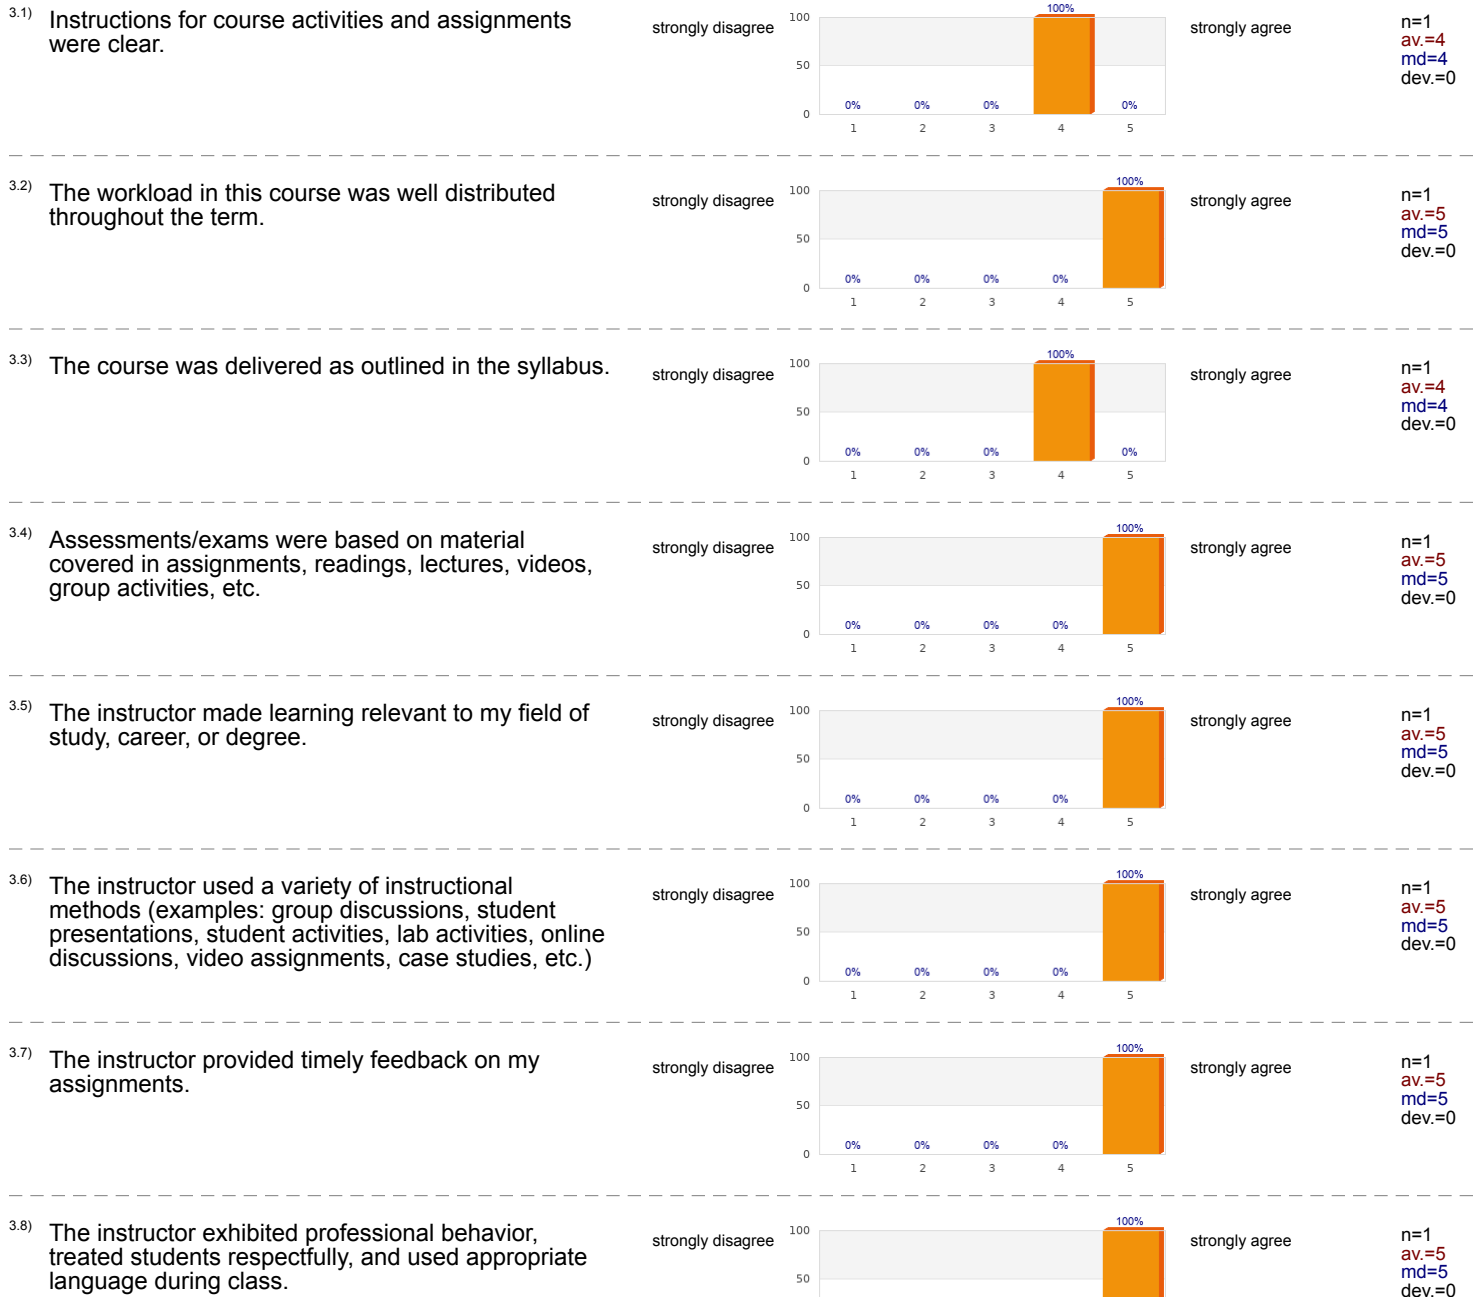 3.1) Instructions for course activities and assignments
were clear.
strongly disagree
100
50
0
0% 0% 0% 100% 0%
1 2 3 4 5
strongly agree
n=1
av.=4
md=4
dev.=0
3.2) The workload in this course was well distributed
throughout the term.
strongly disagree
100
50
0
0% 0% 0% 0% 100%
1 2 3 4 5
strongly agree
n=1
av.=5
md=5
dev.=0
3.3) The course was delivered as outlined in the syllabus.
strongly disagree
100
50
0
0% 0% 0% 100% 0%
1 2 3 4 5
strongly agree
n=1
av.=4
md=4
dev.=0
3.4) Assessments/exams were based on material
covered in assignments, readings, lectures, videos,
group activities, etc.
strongly disagree
100
50
0
0% 0% 0% 0% 100%
1 2 3 4 5
strongly agree
n=1
av.=5
md=5
dev.=0
3.5) The instructor made learning relevant to my field of
study, career, or degree.
strongly disagree
100
50
0
0% 0% 0% 0% 100%
1 2 3 4 5
strongly agree
n=1
av.=5
md=5
dev.=0
3.6) The instructor used a variety of instructional
methods (examples: group discussions, student
presentations, student activities, lab activities, online
discussions, video assignments, case studies, etc.)
strongly disagree
100
50
0
0% 0% 0% 0% 100%
1 2 3 4 5
strongly agree
n=1
av.=5
md=5
dev.=0
3.7) The instructor provided timely feedback on my
assignments.
strongly disagree
100
50
0
0% 0% 0% 0% 100%
1 2 3 4 5
strongly agree
n=1
av.=5
md=5
dev.=0
3.8) The instructor exhibited professional behavior,
treated students respectfully, and used appropriate
language during class.
strongly disagree
100
50
100%
strongly agree
n=1
av.=5
md=5
dev.=0